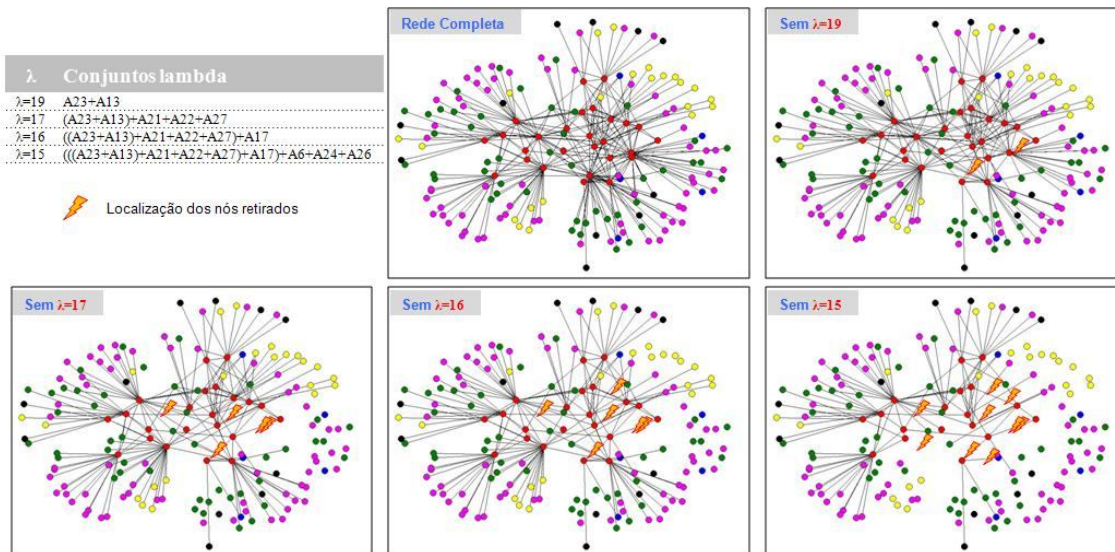 λ Conjuntos lambda
λ=19 A23+A13
λ=17 (A23+A13)+A21+A22+A27
λ=16 ((A23+A13)+A21+A22+A27)+A17
λ=15 (((A23+A13)+A21+A22+A27)+A17)+A6+A24+A26
Localização dos nós retirados
Rede Completa
Sem λ=19
Sem λ=17
Sem λ=16
Sem λ=15